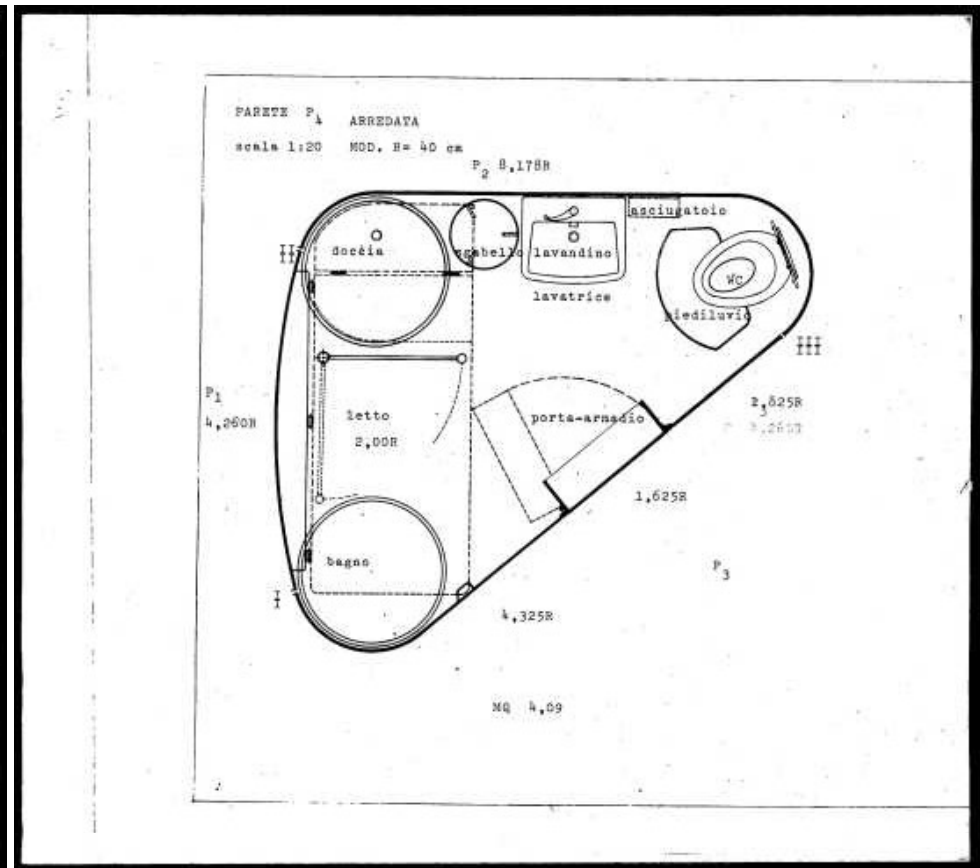 PARETE P4 ARREDATA
scala 1:20 MOD. H= 40 cm
P2 8,178R
asciugatoio
doccia
sgabello
lavandino
II
WC
lavatrice
piediluvio
III
P1
4,260R
letto
2,00R
porta-armadio
2,825R
1,625R
bagno
P3
I
4,325R
MQ 4,09